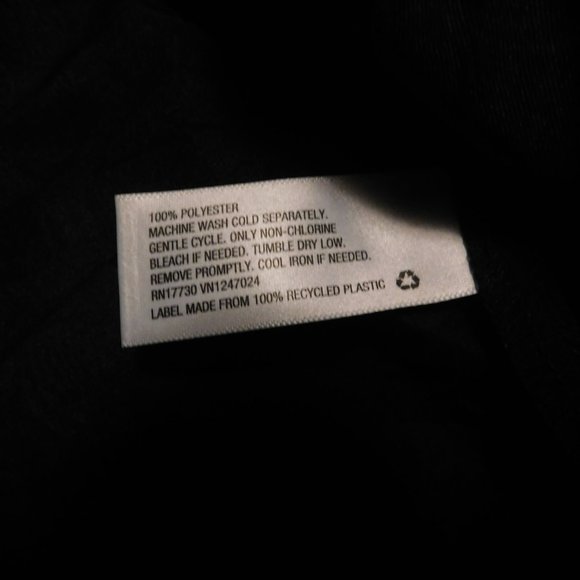 100% POLYESTER
MACHINE WASH COLD SEPARATELY.
GENTLE CYCLE. ONLY NON-CHLORINE
BLEACH IF NEEDED. TUMBLE DRY LOW.
REMOVE PROMPTLY. COOL IRON IF NEEDED.
RN17730 VN1247024
LABEL MADE FROM 100% RECYCLED PLASTIC